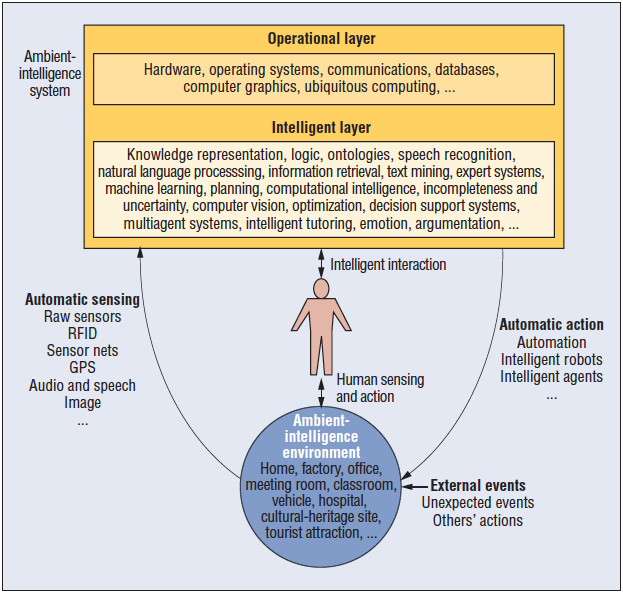 Operational layer
Ambient-
intelligence
system
Hardware, operating systems, communications, databases,
computer graphics, ubiquitous computing, ...
Intelligent layer
Knowledge representation, logic, ontologies, speech recognition,
natural language processsing, information retrieval, text mining, expert systems,
machine learning, planning, computational intelligence, incompleteness and
uncertainty, computer vision, optimization, decision support systems,
multiagent systems, intelligent tutoring, emotion, argumentation, ...
Intelligent interaction
Automatic sensing
Raw sensors
RFID
Sensor nets
GPS
Audio and speech
Image
...
Automatic action
Automation
Intelligent robots
Intelligent agents
...
Human sensing
and action
Ambient-
intelligence
environment
Home, factory, office,
meeting room, classroom,
vehicle, hospital,
cultural-heritage site,
tourist attraction, ...
External events
Unexpected events
Others' actions